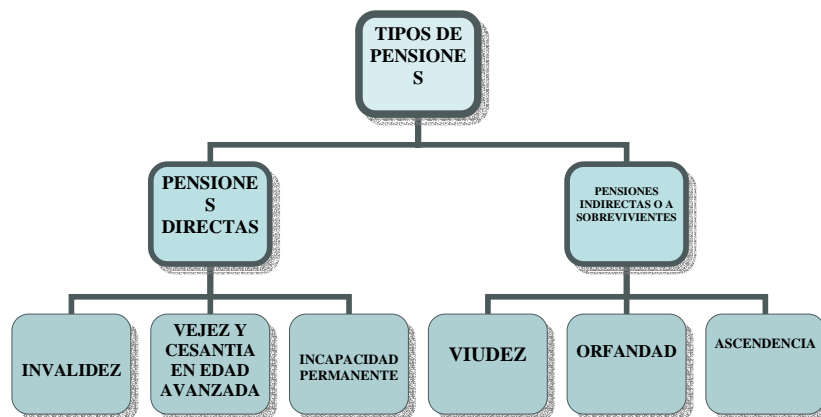 TIPOS DE
PENSIONE
S
PENSIONE
S
DIRECTAS
PENSIONES
INDIRECTAS O A
SOBREVIVIENTES
INVALIDEZ
VEJEZ Y
CESANTIA
EN EDAD
AVANZADA
INCAPACIDAD
PERMANENTE
VIUDEZ
ORFANDAD
ASCENDENCIA